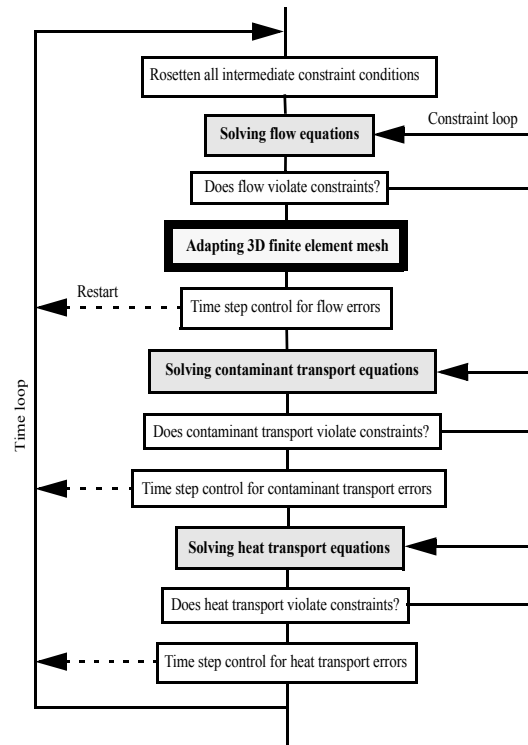 Rosetten all intermediate constraint conditions
Solving flow equations
Constraint loop
Does flow violate constraints?
Adapting 3D finite element mesh
Restart
Time step control for flow errors
Solving contaminant transport equations
Time loop
Does contaminant transport violate constraints?
Time step control for contaminant transport errors
Solving heat transport equations
Does heat transport violate constraints?
Time step control for heat transport errors